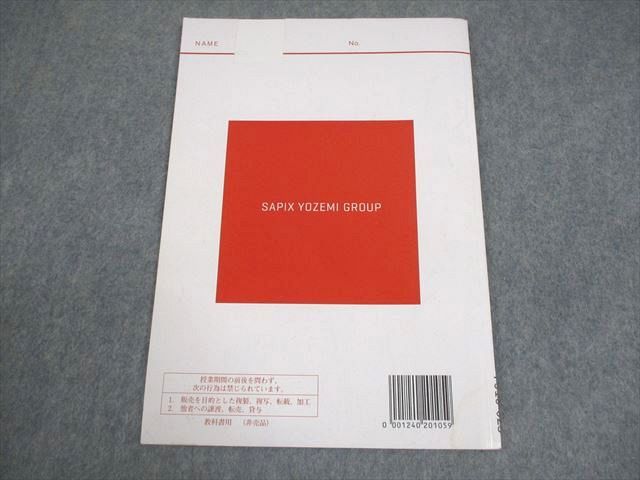 NAME
No.
SAPIX YOZEMI GROUP
授業期間の前後を問わず、
次の行為は禁じられています。
1. 販売を目的とした複製、複写、転載、加工
2. 他者への譲渡、転売、貸与
教科書用 （非売品）
0 001240 201059